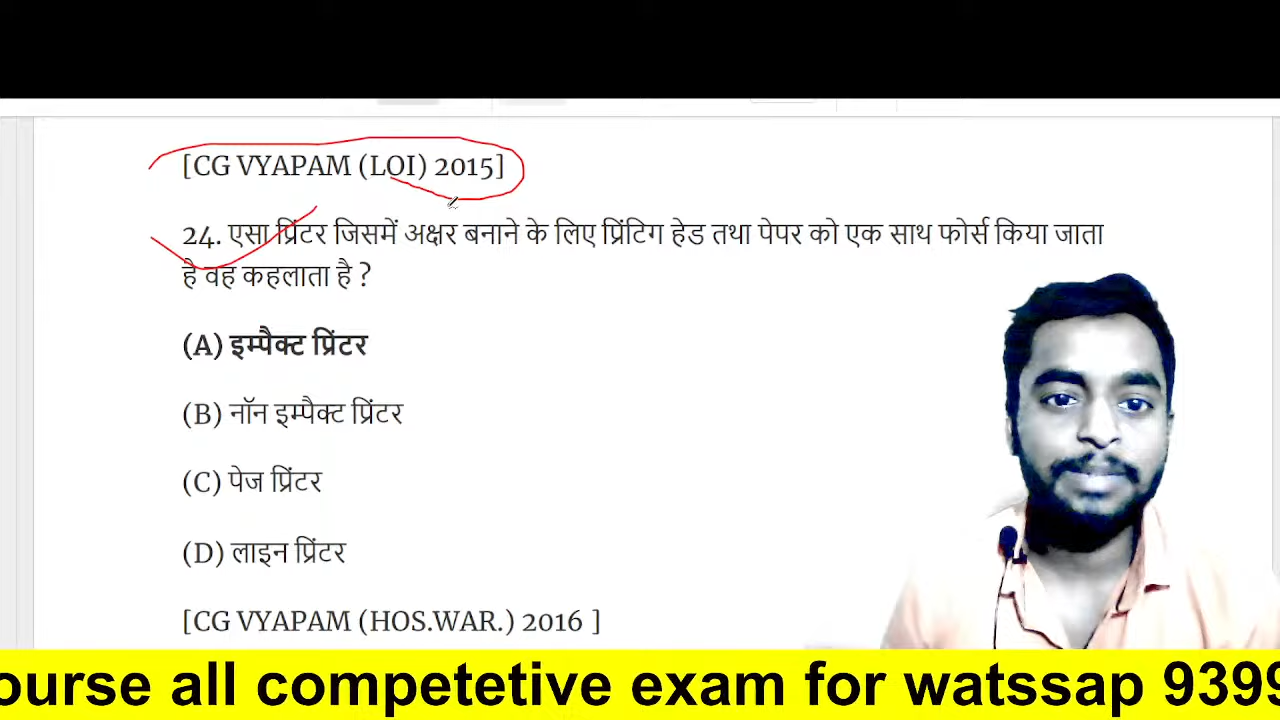 [CG VYAPAM (LOI) 2015]
24. एसा प्रिंटर जिसमें अक्षर बनाने के लिए प्रिंटिग हेड तथा पेपर को एक साथ फोर्स किया जाता
है वह कहलाता है ?
(A) इम्पैक्ट प्रिंटर
(B) नॉन इम्पैक्ट प्रिंटर
(C) पेज प्रिंटर
(D) लाइन प्रिंटर
[CG VYAPAM (HOS.WAR.) 2016 ]
ourse all competetive exam for watssap 9399